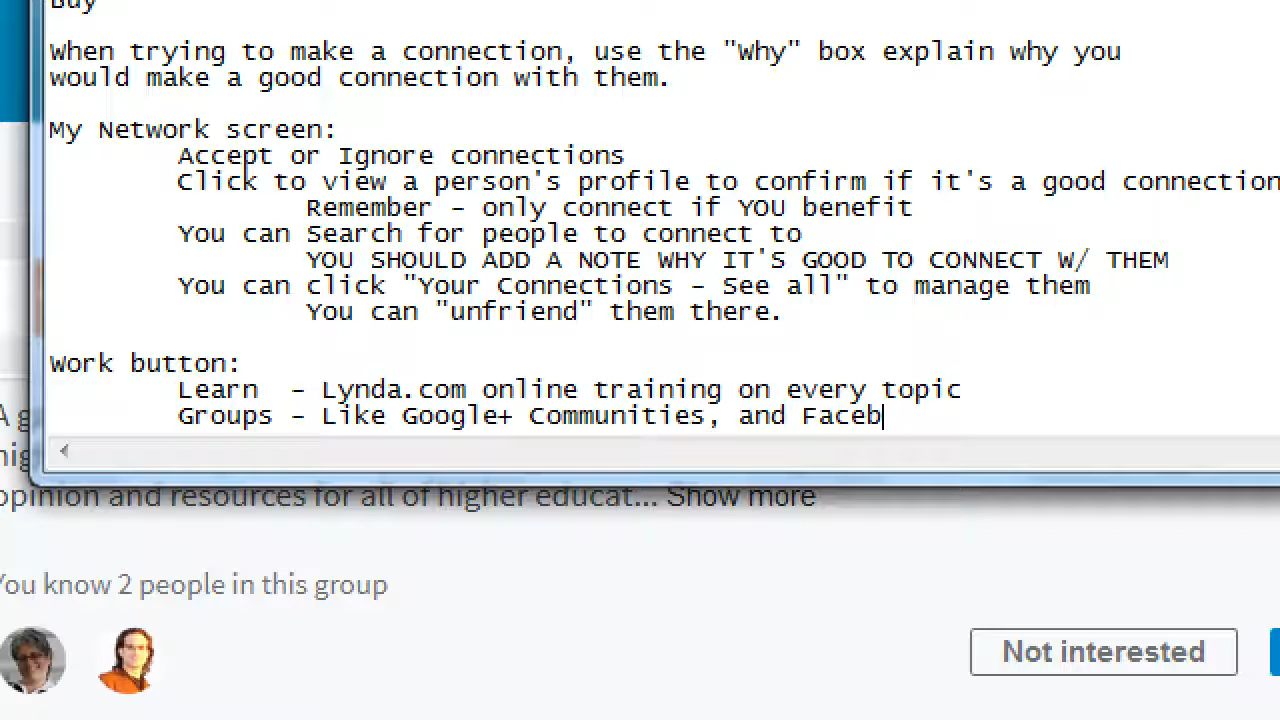 Buy
When trying to make a connection, use the "Why" box explain why you
would make a good connection with them.
My Network screen:
Accept or Ignore connections
Click to view a person's profile to confirm if it's a good connection
Remember - only connect if YOU benefit
You can Search for people to connect to
YOU SHOULD ADD A NOTE WHY IT'S GOOD TO CONNECT W/ THEM
You can click "Your Connections - See all" to manage them
You can "unfriend" them there.
Work button:
Learn - Lynda.com online training on every topic
Groups - Like Google+ Communities, and Faceb
A g
hig
opinion and resources for all of higher educat... Show more
You know 2 people in this group
Not interested